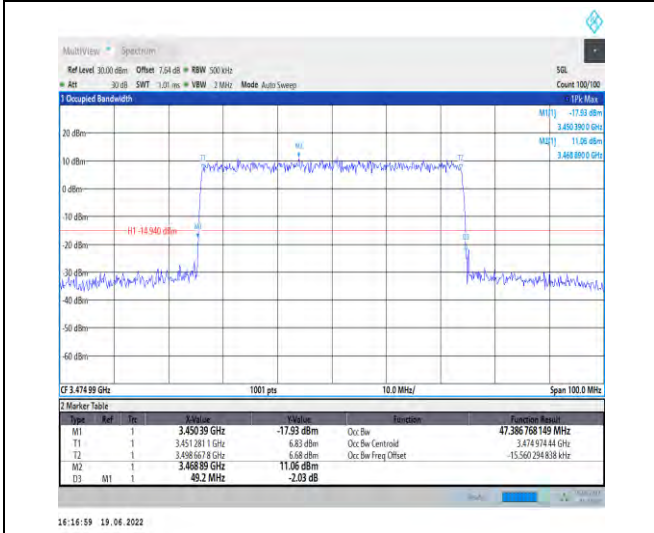 MultiView Spectrum
Ref Level 30.00 dBm Offset 7.64 dB RBW 500 kHz SGL
Att 30 dB SWT 1.01 ms VBW 2 MHz Mode Auto Sweep Count 100/100
1 Occupied Bandwidth 1Pk Max
M1[1] -17.93 dBm
3.450 390 0 GHz
M2[1] 11.06 dBm
3.468 890 0 GHz
20 dBm
M2
10 dBm
T1 T2
0 dBm
-10 dBm
H1 -14.940 dBm
M1
D3
-20 dBm
-30 dBm
-40 dBm
-50 dBm
-60 dBm
CF 3.474 99 GHz 1001 pts 10.0 MHz/ Span 100.0 MHz
2 Marker Table
Type Ref Trc X-Value Y-Value Function Function Result
M1 1 3.450 39 GHz -17.93 dBm Occ Bw 47.386 768 149 MHz
T1 1 3.451 281 1 GHz 6.83 dBm Occ Bw Centroid 3.474 974 44 GHz
T2 1 3.498 667 8 GHz 6.68 dBm Occ Bw Freq Offset -15.560 294 838 kHz
M2 1 3.468 89 GHz 11.06 dBm
D3 M1 1 49.2 MHz -2.03 dB
16:16:59 19.06.2022